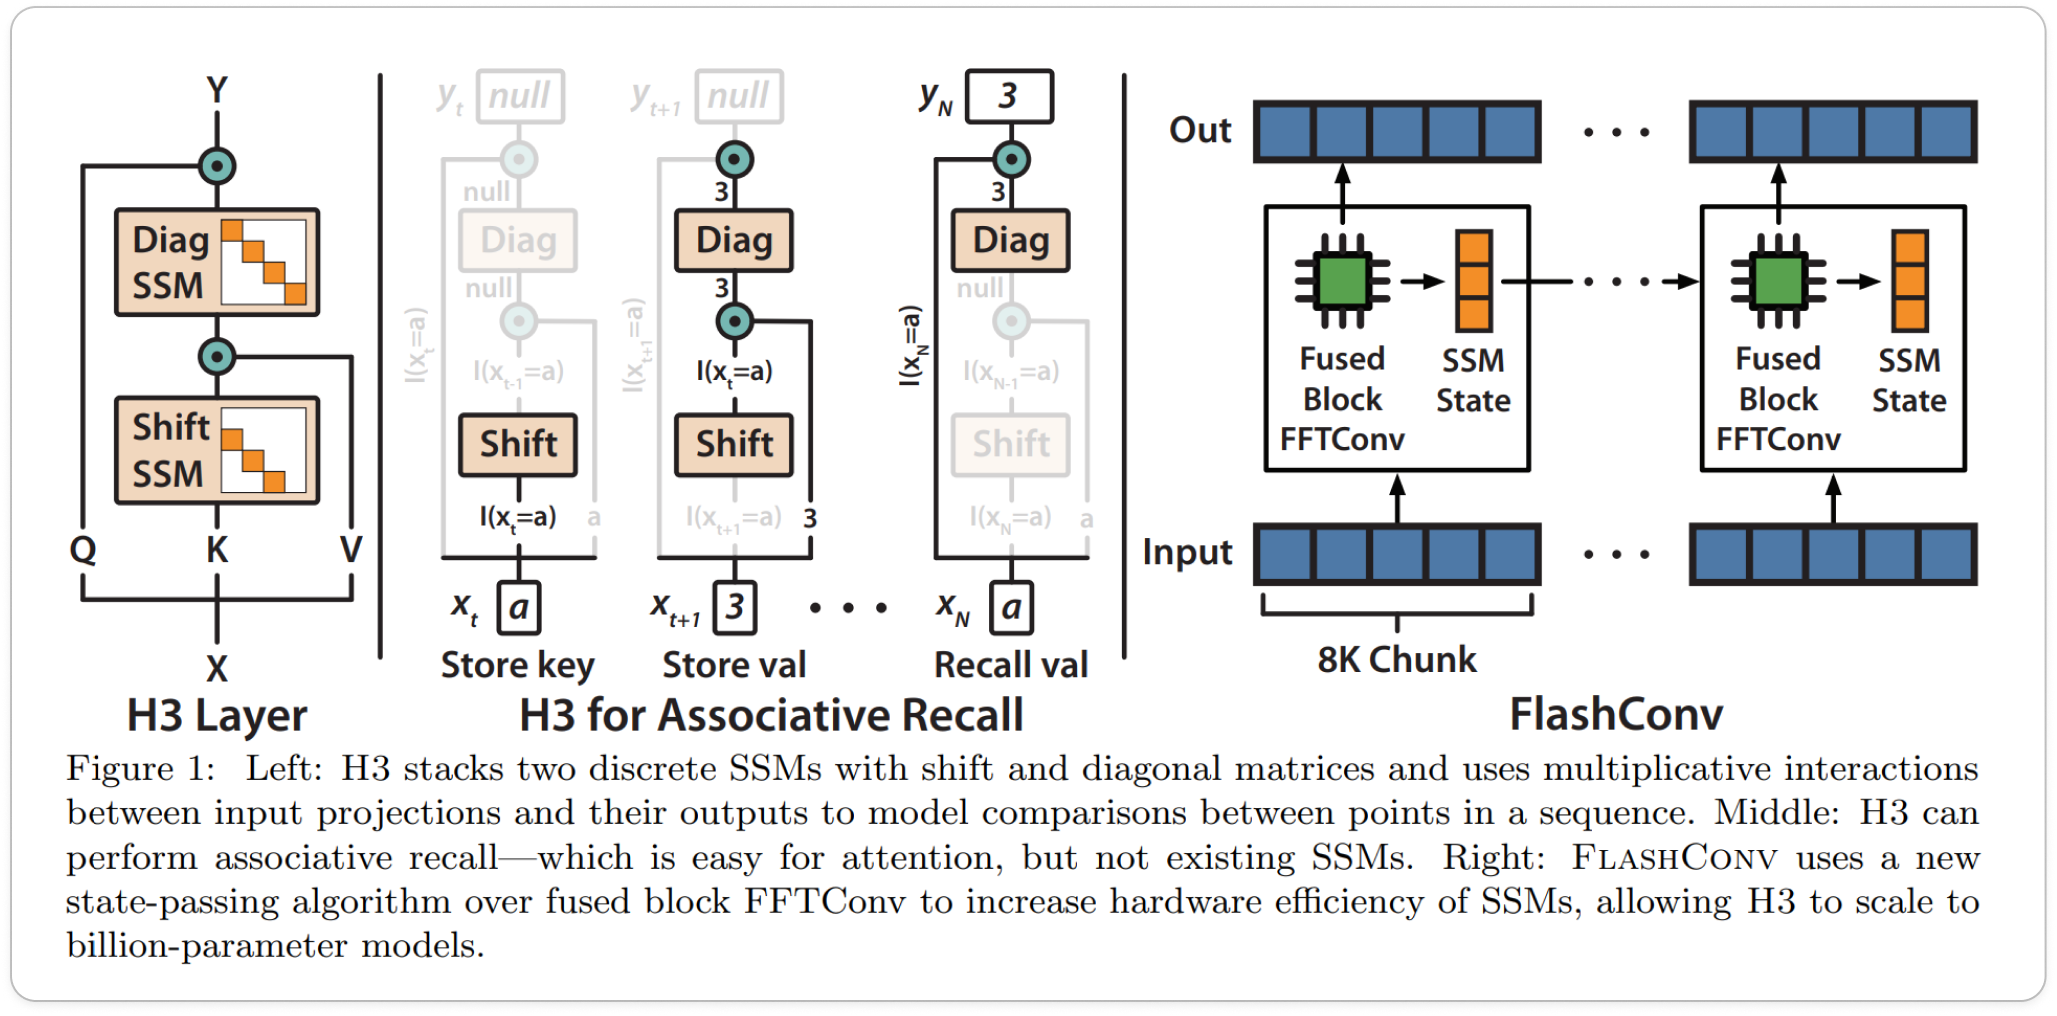 Y
Diag
SSM
Shift
SSM
Q K V
X
H3 Layer
y_t null
null
Diag
null
I(x_t=a)
I(x_{t-1}=a)
Shift
I(x_t=a) a
x_t a
Store key
y_{t+1} null
3
Diag
3
I(x_{t+1}=a)
I(x_t=a)
Shift
I(x_{t+1}=a) 3
x_{t+1} 3
Store val
• • •
y_N 3
3
Diag
null
I(x_N=a)
I(x_{N-1}=a)
Shift
I(x_N=a) a
x_N a
Recall val
H3 for Associative Recall
Out • • •
Fused
Block
FFTConv
SSM
State
• • •
Fused
Block
FFTConv
SSM
State
Input • • •
8K Chunk
FlashConv
Figure 1: Left: H3 stacks two discrete SSMs with shift and diagonal matrices and uses multiplicative interactions
between input projections and their outputs to model comparisons between points in a sequence. Middle: H3 can
perform associative recall—which is easy for attention, but not existing SSMs. Right: FLASHCONV uses a new
state-passing algorithm over fused block FFTConv to increase hardware efficiency of SSMs, allowing H3 to scale to
billion-parameter models.